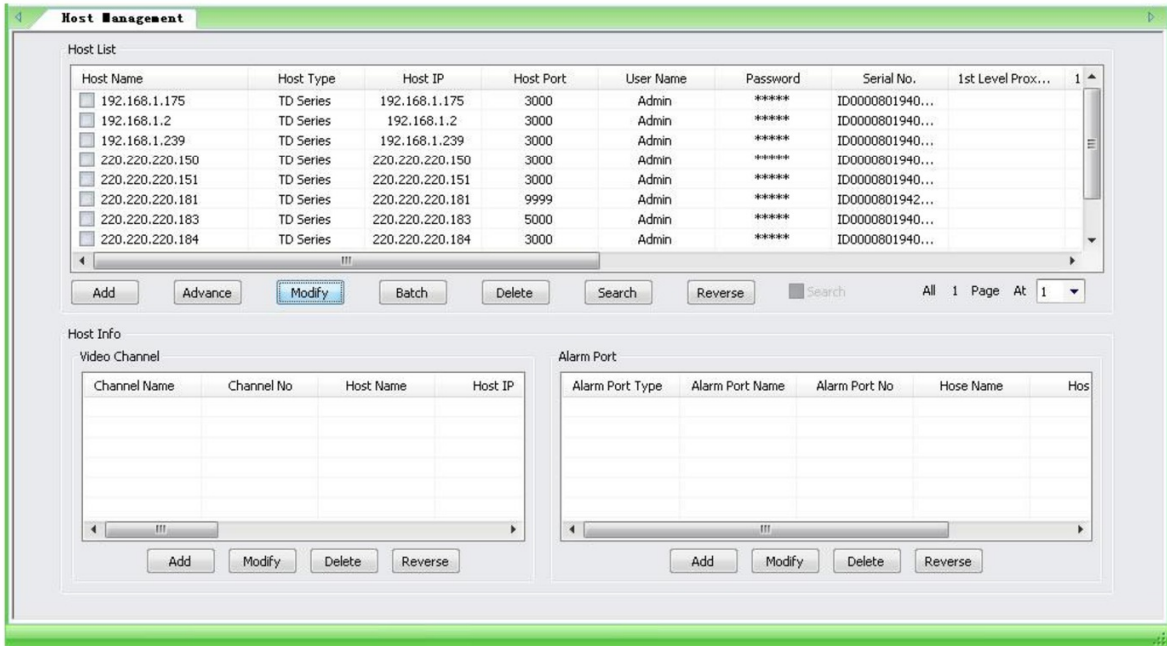 Host Management
Host List
Host Name Host Type Host IP Host Port User Name Password Serial No. 1st Level Prox... 1
192.168.1.175 TD Series 192.168.1.175 3000 Admin ***** ID0000801940...
192.168.1.2 TD Series 192.168.1.2 3000 Admin ***** ID0000801940...
192.168.1.239 TD Series 192.168.1.239 3000 Admin ***** ID0000801940...
220.220.220.150 TD Series 220.220.220.150 3000 Admin ***** ID0000801940...
220.220.220.151 TD Series 220.220.220.151 3000 Admin ***** ID0000801940...
220.220.220.181 TD Series 220.220.220.181 9999 Admin ***** ID0000801942...
220.220.220.183 TD Series 220.220.220.183 5000 Admin ***** ID0000801940...
220.220.220.184 TD Series 220.220.220.184 3000 Admin ***** ID0000801940...
Add Advance Modify Batch Delete Search Reverse Search All 1 Page At 1
Host Info
Video Channel Alarm Port
Channel Name Channel No Host Name Host IP Alarm Port Type Alarm Port Name Alarm Port No Hose Name Hos
Add Modify Delete Reverse Add Modify Delete Reverse